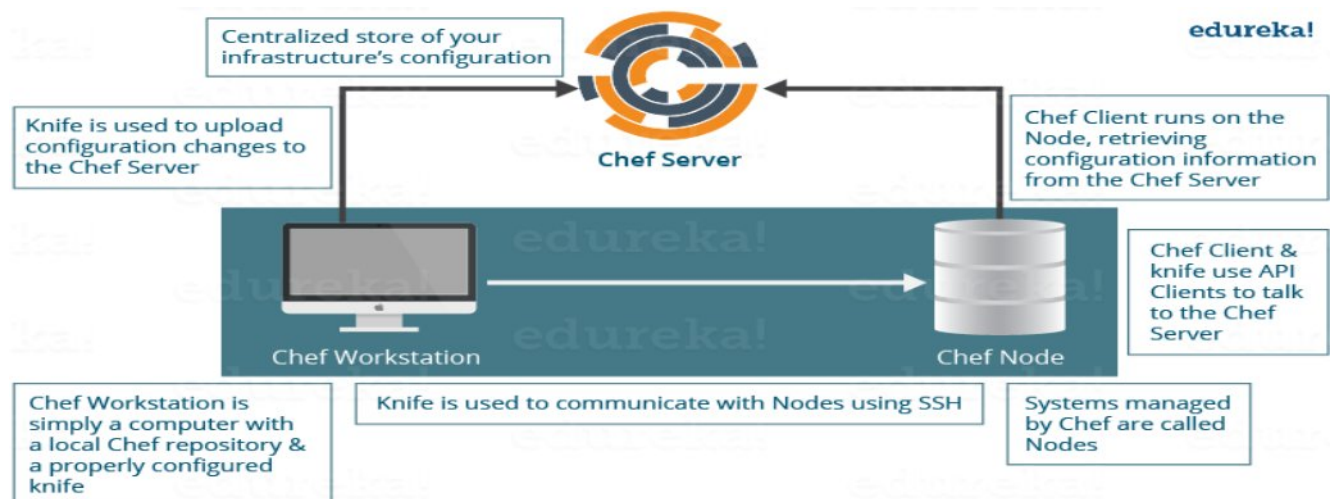 Centralized store of your
infrastructure's configuration
edureka!
Knife is used to upload
configuration changes to
the Chef Server
Chef Server
Chef Client runs on the
Node, retrieving
configuration information
from the Chef Server
edureka!
edureka!
edureka!
Chef Client &
knife use API
Clients to talk
to the Chef
Server
Chef Workstation
Chef Node
Chef Workstation is
simply a computer with
a local Chef repository &
a properly configured
knife
Knife is used to communicate with Nodes using SSH
Systems managed
by Chef are called
Nodes